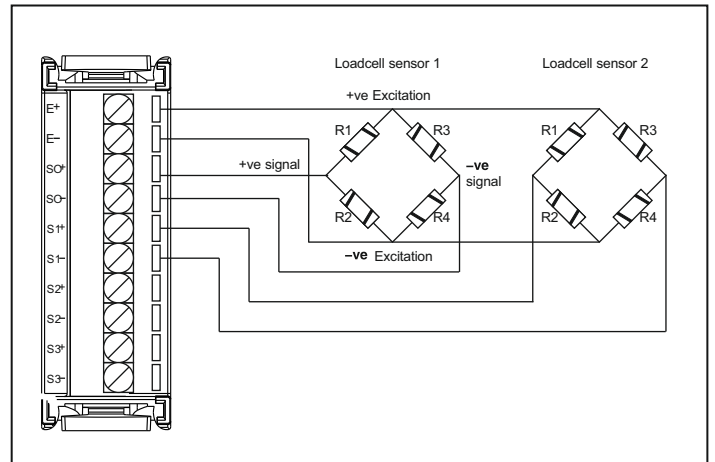 Loadcell sensor 1
Loadcell sensor 2
+ve Excitation
E+
E–
SO+
SO–
S1+
S1–
S2+
S2–
S3+
S3–
R1
R3
R1
R3
+ve signal
–ve
signal
R2
R4
R2
R4
–ve Excitation